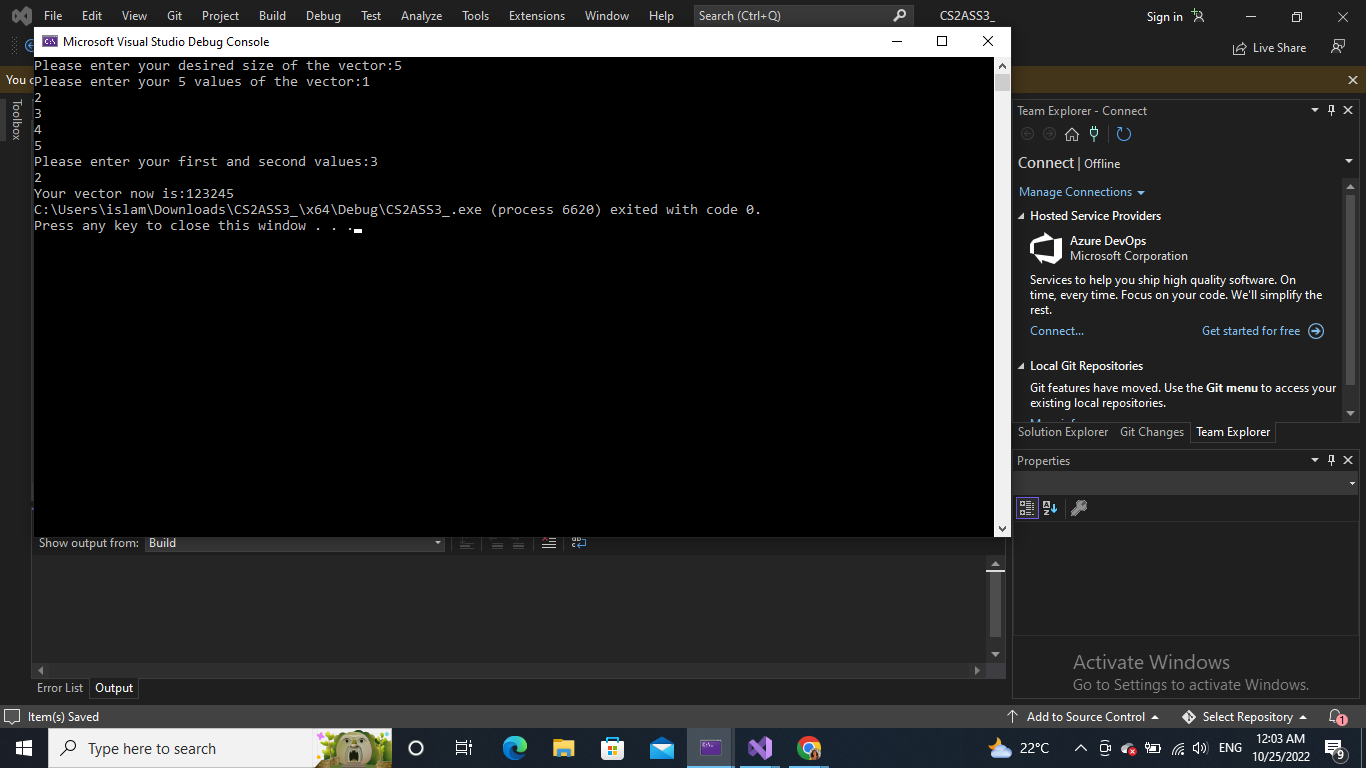 File Edit View Git Project Build Debug Test Analyze Tools Extensions Window Help Search (Ctrl+Q) CS2ASS3_ Sign in
Microsoft Visual Studio Debug Console
Live Share
You c
Toolbox
Please enter your desired size of the vector:5
Please enter your 5 values of the vector:1
2
3
4
5
Please enter your first and second values:3
2
Your vector now is:123245
C:\Users\islam\Downloads\CS2ASS3_\x64\Debug\CS2ASS3_.exe (process 6620) exited with code 0.
Press any key to close this window . . .
Team Explorer - Connect
Connect | Offline
Manage Connections
Hosted Service Providers
Azure DevOps
Microsoft Corporation
Services to help you ship high quality software. On
time, every time. Focus on your code. We'll simplify the
rest.
Connect... Get started for free
Local Git Repositories
Git features have moved. Use the Git menu to access your
existing local repositories.
Solution Explorer Git Changes Team Explorer
Properties
Show output from: Build
Error List Output
Activate Windows
Go to Settings to activate Windows.
Item(s) Saved Add to Source Control Select Repository 1
Type here to search 22°C ENG 12:03 AM
10/25/2022 9